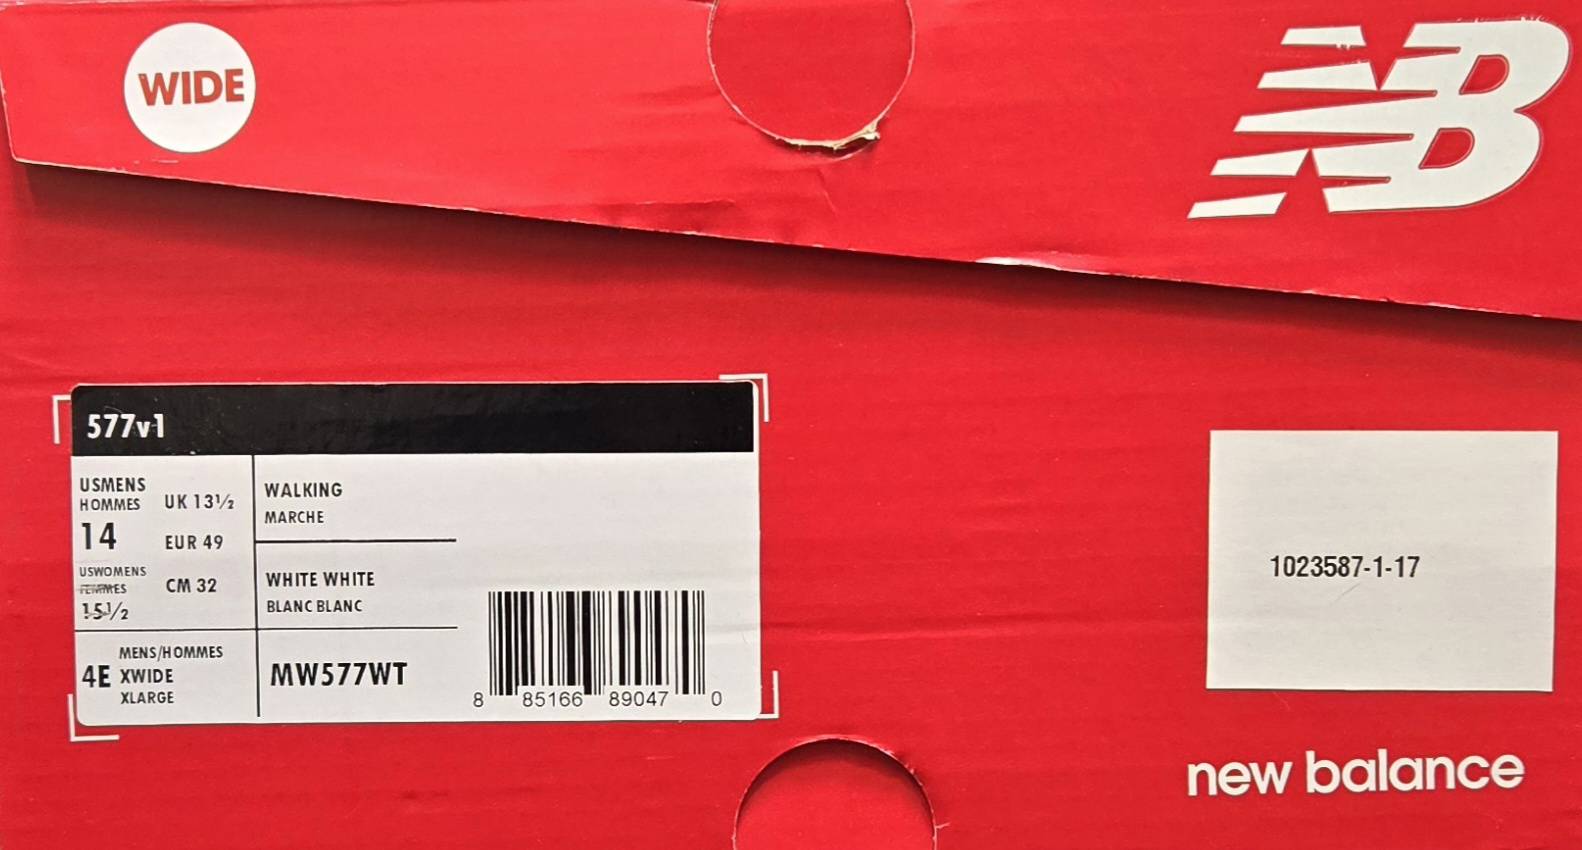 WIDE
NB
577v1
USMENS
HOMMES
14
UK 13½
EUR 49
USWOMENS
FEMMES
15½
CM 32
WALKING
MARCHE
WHITE WHITE
BLANC BLANC
4E
MENS/HOMMES
XWIDE
XLARGE
MW577WT
8 85166 89047 0
1023587-1-17
new balance